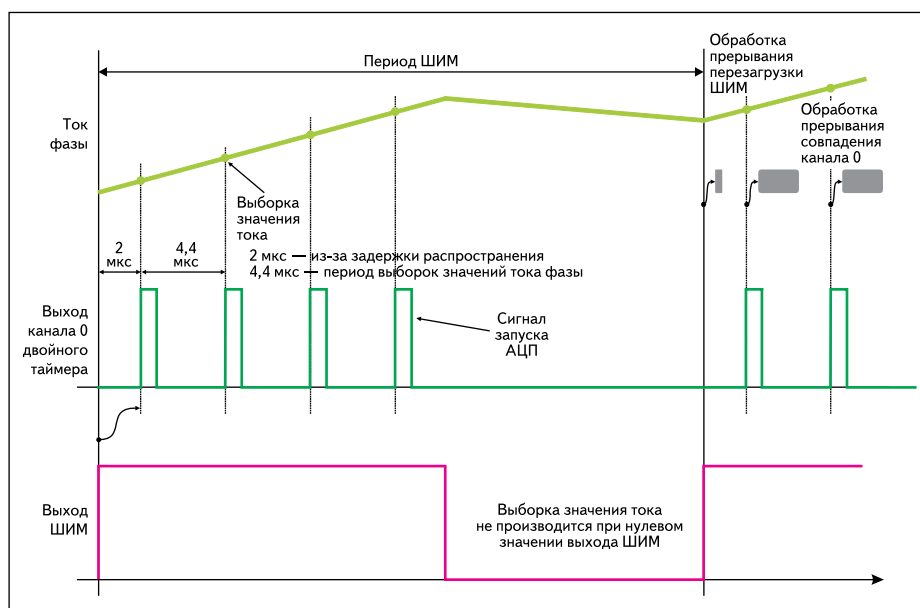 Период ШИМ
Обработка
прерывания
перезагрузки
ШИМ
Ток
фазы
Обработка
прерывания
совпадения
канала 0
Выборка
значения
тока
2
мкс
4,4
мкс
2 мкс — из-за задержки распространения
4,4 мкс — период выборок значений тока фазы
Выход
канала 0
двойного
таймера
Сигнал
запуска
АЦП
Выход
ШИМ
Выборка значения тока
не производится при нулевом
значении выхода ШИМ